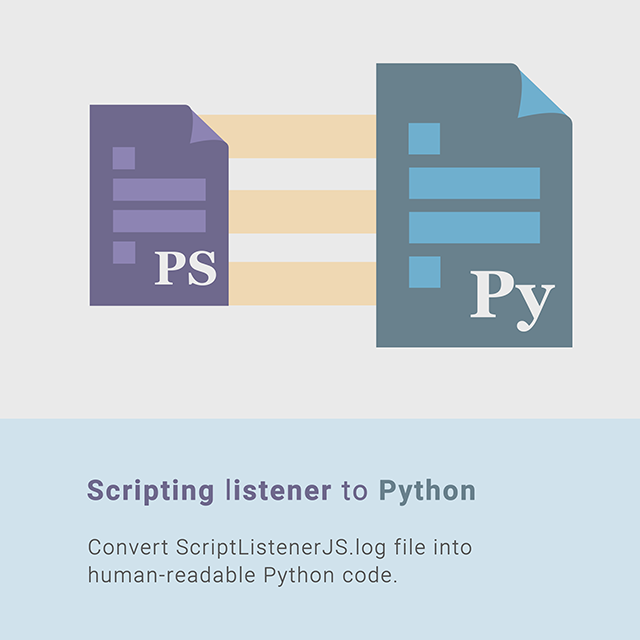 PS
Py
Scripting listener to Python
Convert ScriptListenerJS.log file into
human-readable Python code.